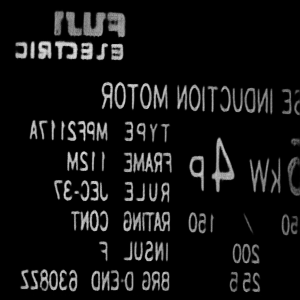 FUJI
ELECTRIC
SE INDUCTION MOTOR
TYPE MPF2117A
kW 4P FRAME 112M
RULE JEC-37
50 / 150 RATING CONT
200 INSUL F
25.5 BRG D-END 6308ZZ